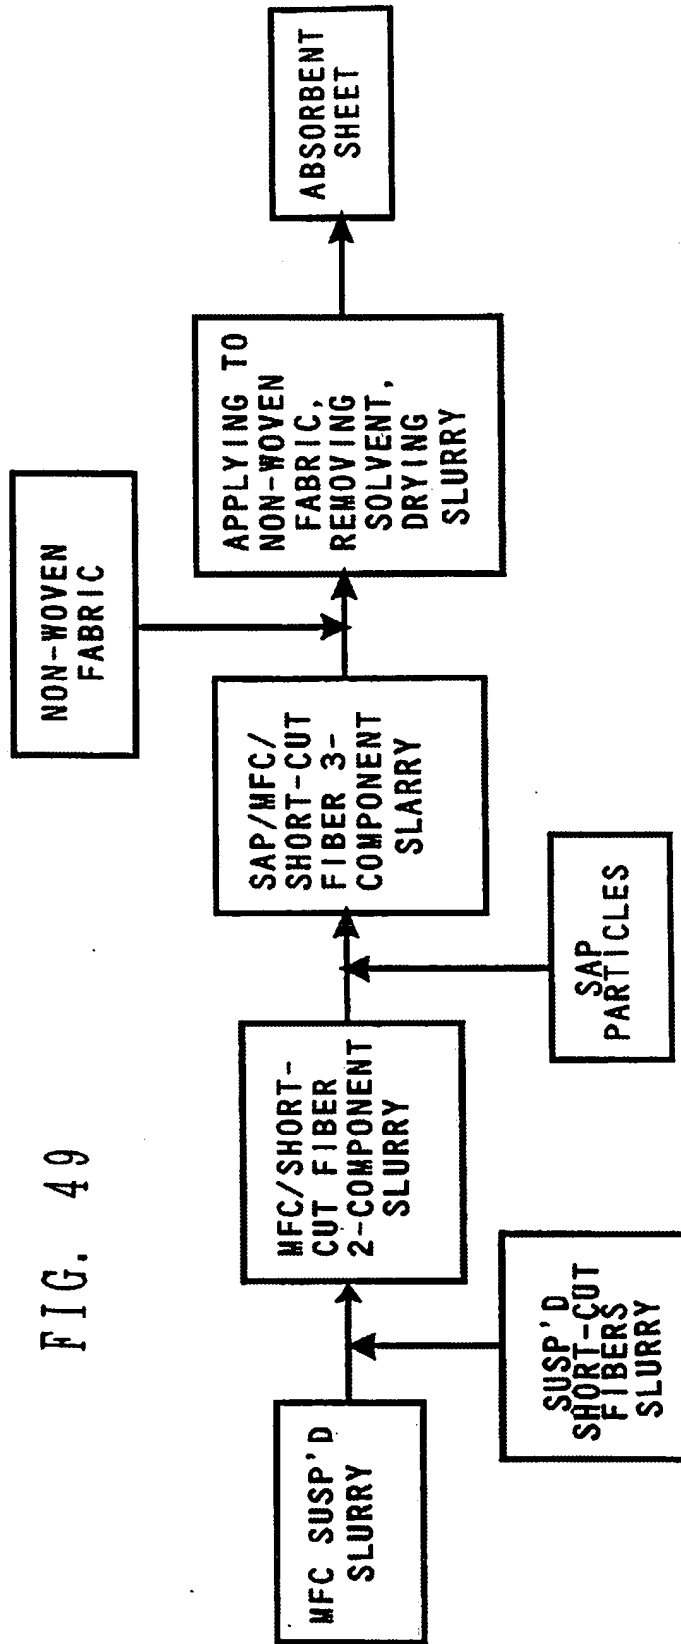 FIG. 49
MFC SUSP'D
SLURRY
SUSP'D
SHORT-CUT
FIBERS
SLURRY
MFC/SHORT-
CUT FIBER
2-COMPONENT
SLURRY
SAP
PARTICLES
SAP/MFC/
SHORT-CUT
FIBER 3-
COMPONENT
SLARRY
NON-WOVEN
FABRIC
APPLYING TO
NON-WOVEN
FABRIC,
REMOVING
SOLVENT,
DRYING
SLURRY
ABSORBENT
SHEET